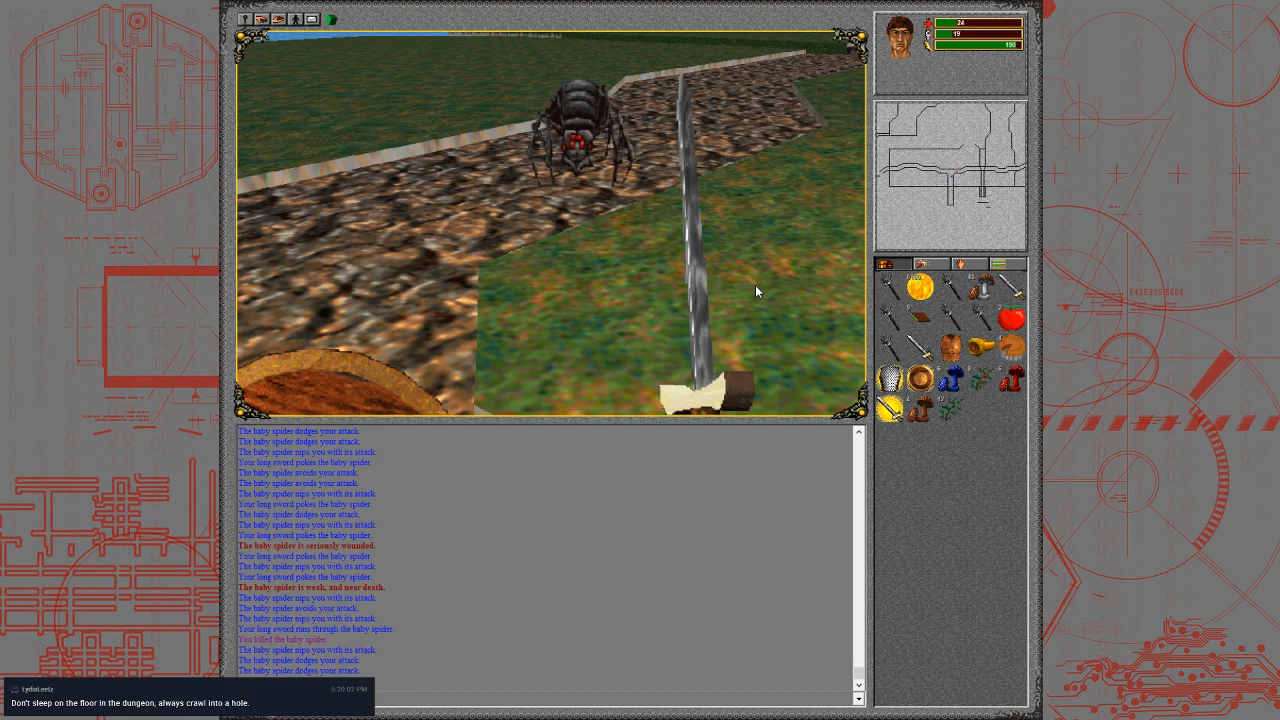 24
19
190
45
042593355085
The baby spider dodges your attack.
The baby spider dodges your attack.
The baby spider nips you with its attack.
Your long sword pokes the baby spider.
The baby spider avoids your attack.
The baby spider avoids your attack.
The baby spider nips you with its attack.
Your long sword pokes the baby spider.
The baby spider dodges your attack.
The baby spider nips you with its attack.
Your long sword pokes the baby spider.
The baby spider is seriously wounded.
Your long sword pokes the baby spider.
The baby spider nips you with its attack.
Your long sword pokes the baby spider.
The baby spider is weak, and near death.
The baby spider nips you with its attack.
The baby spider avoids your attack.
The baby spider nips you with its attack.
Your long sword runs through the baby spider.
You killed the baby spider.
The baby spider nips you with its attack.
The baby spider dodges your attack.
The baby spider dodges your attack.
LydiaLeetz 5:20:02 PM
Don't sleep on the floor in the dungeon, always crawl into a hole.